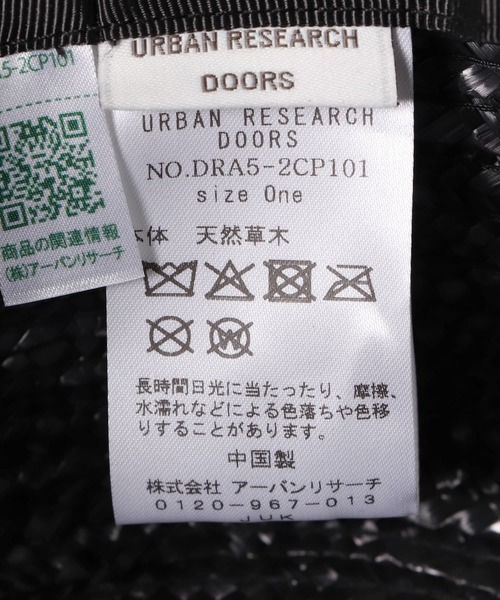 URBAN RESEARCH
DOORS
URBAN RESEARCH
DOORS
NO.DRA5-2CP101
size One
本体 天然草木
長時間日光に当たったり、摩擦、
水濡れなどによる色落ちや色移
りすることがあります。
中国製
株式会社 アーバンリサーチ
0120-967-013
JUK
A5-2CP101
商品の関連情報
(株)アーバンリサーチ